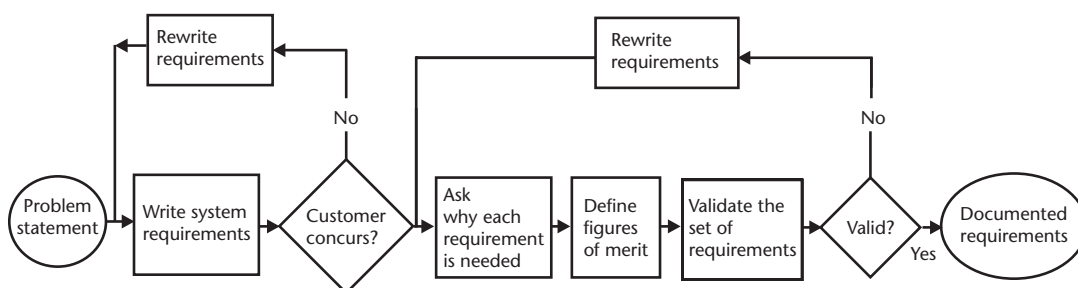 Rewrite
requirements
Rewrite
requirements
No
No
Problem
statement
Write system
requirements
Customer
concurs?
Ask
why each
requirement
is needed
Define
figures
of merit
Validate the
set of
requirements
Valid?
Yes
Documented
requirements